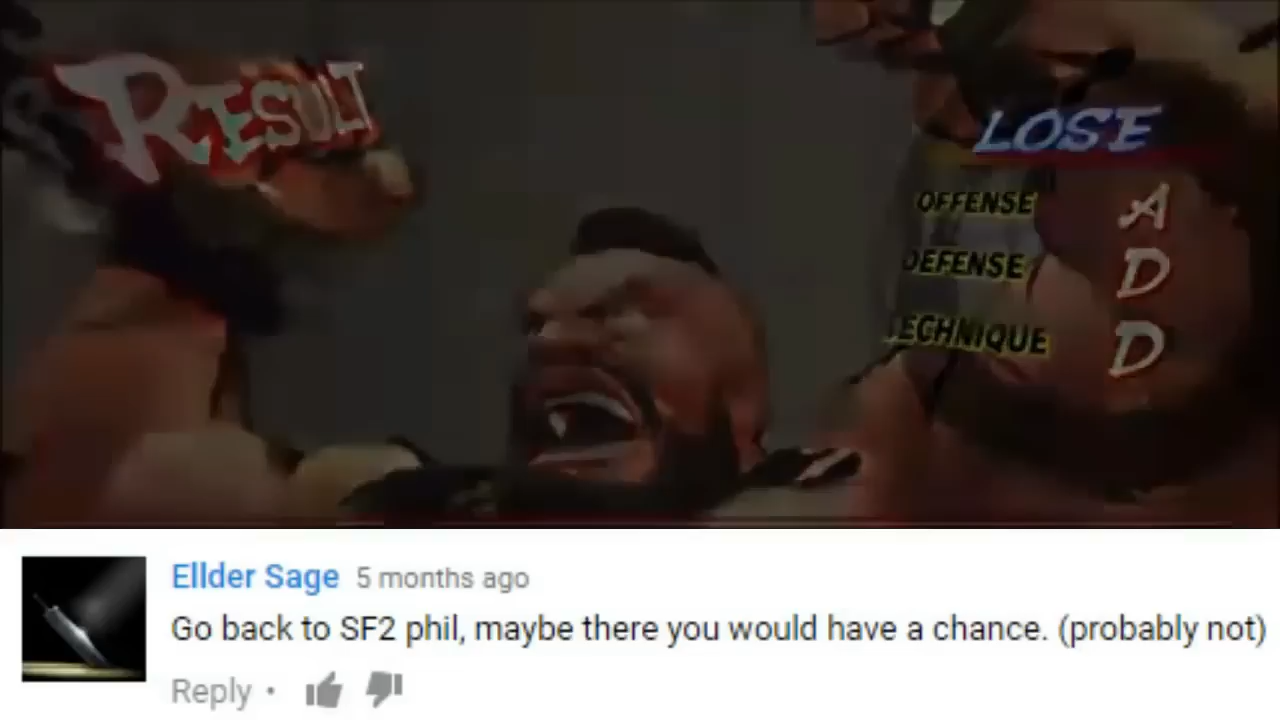 RESULT
LOSE
OFFENSE A
DEFENSE D
TECHNIQUE D
Ellder Sage 5 months ago
Go back to SF2 phil, maybe there you would have a chance. (probably not)
Reply •